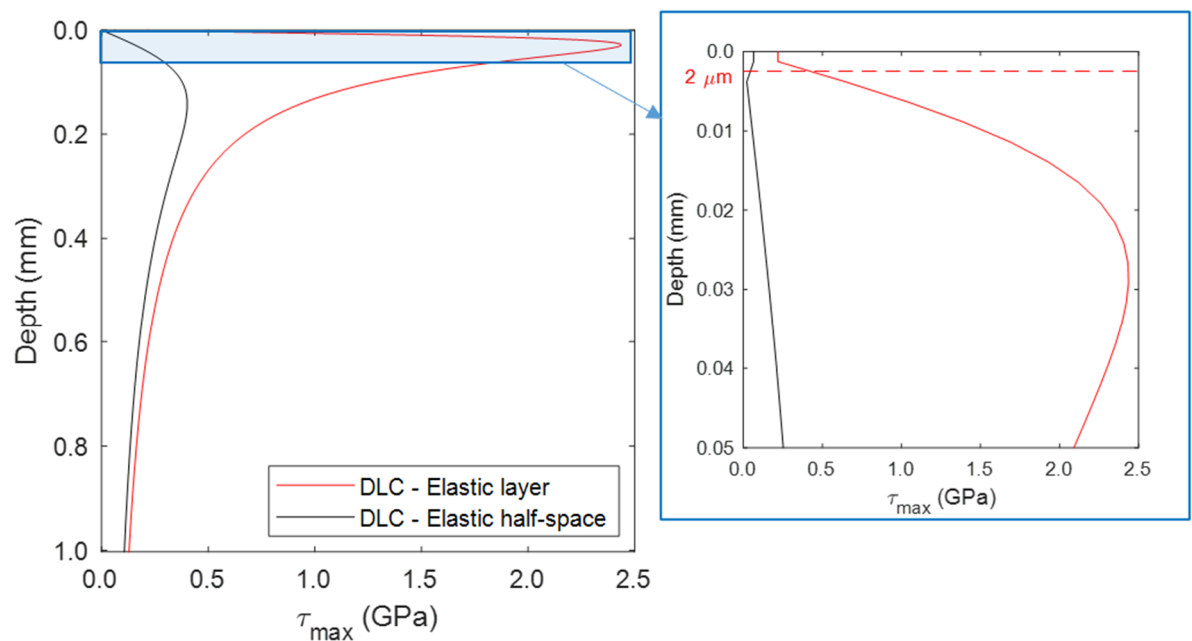 0.0
0.2
0.4
0.6
0.8
1.0
Depth (mm)
0.0 0.5 1.0 1.5 2.0 2.5
τmax (GPa)
DLC - Elastic layer
DLC - Elastic half-space
0.0
2 μm
0.01
0.02
0.03
0.04
0.05
Depth (mm)
0.0 0.5 1.0 1.5 2.0 2.5
τmax (GPa)